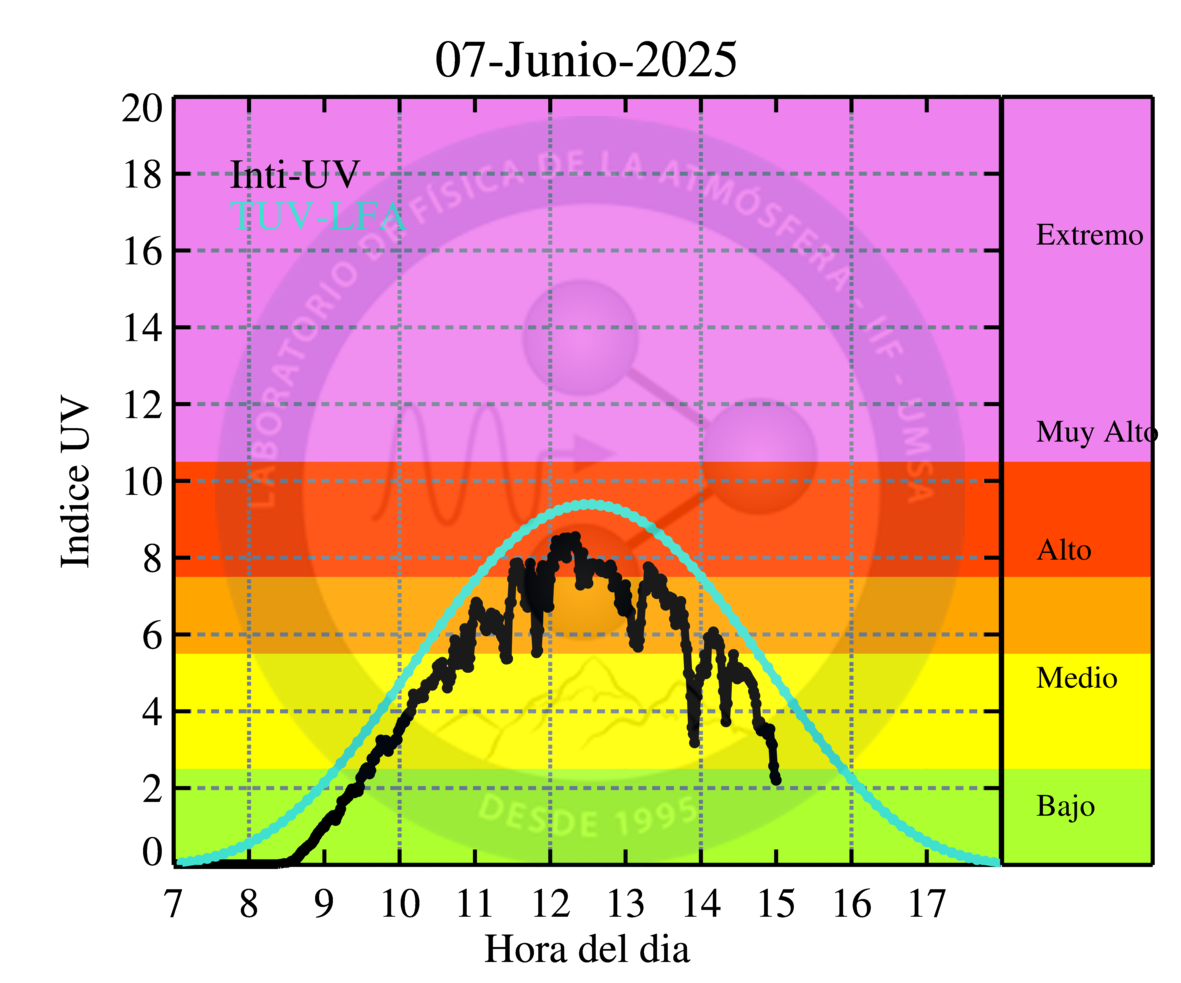 07-Junio-2025
20
18
16
14
12
10
8
6
4
2
0
Indice UV
Inti-UV
TUV-LFA
LABORATORIO DE FÍSICA DE LA ATMÓSFERA - IIF - UMSA
DESDE 1995
Extremo
Muy Alto
Alto
Medio
Bajo
7 8 9 10 11 12 13 14 15 16 17
Hora del dia